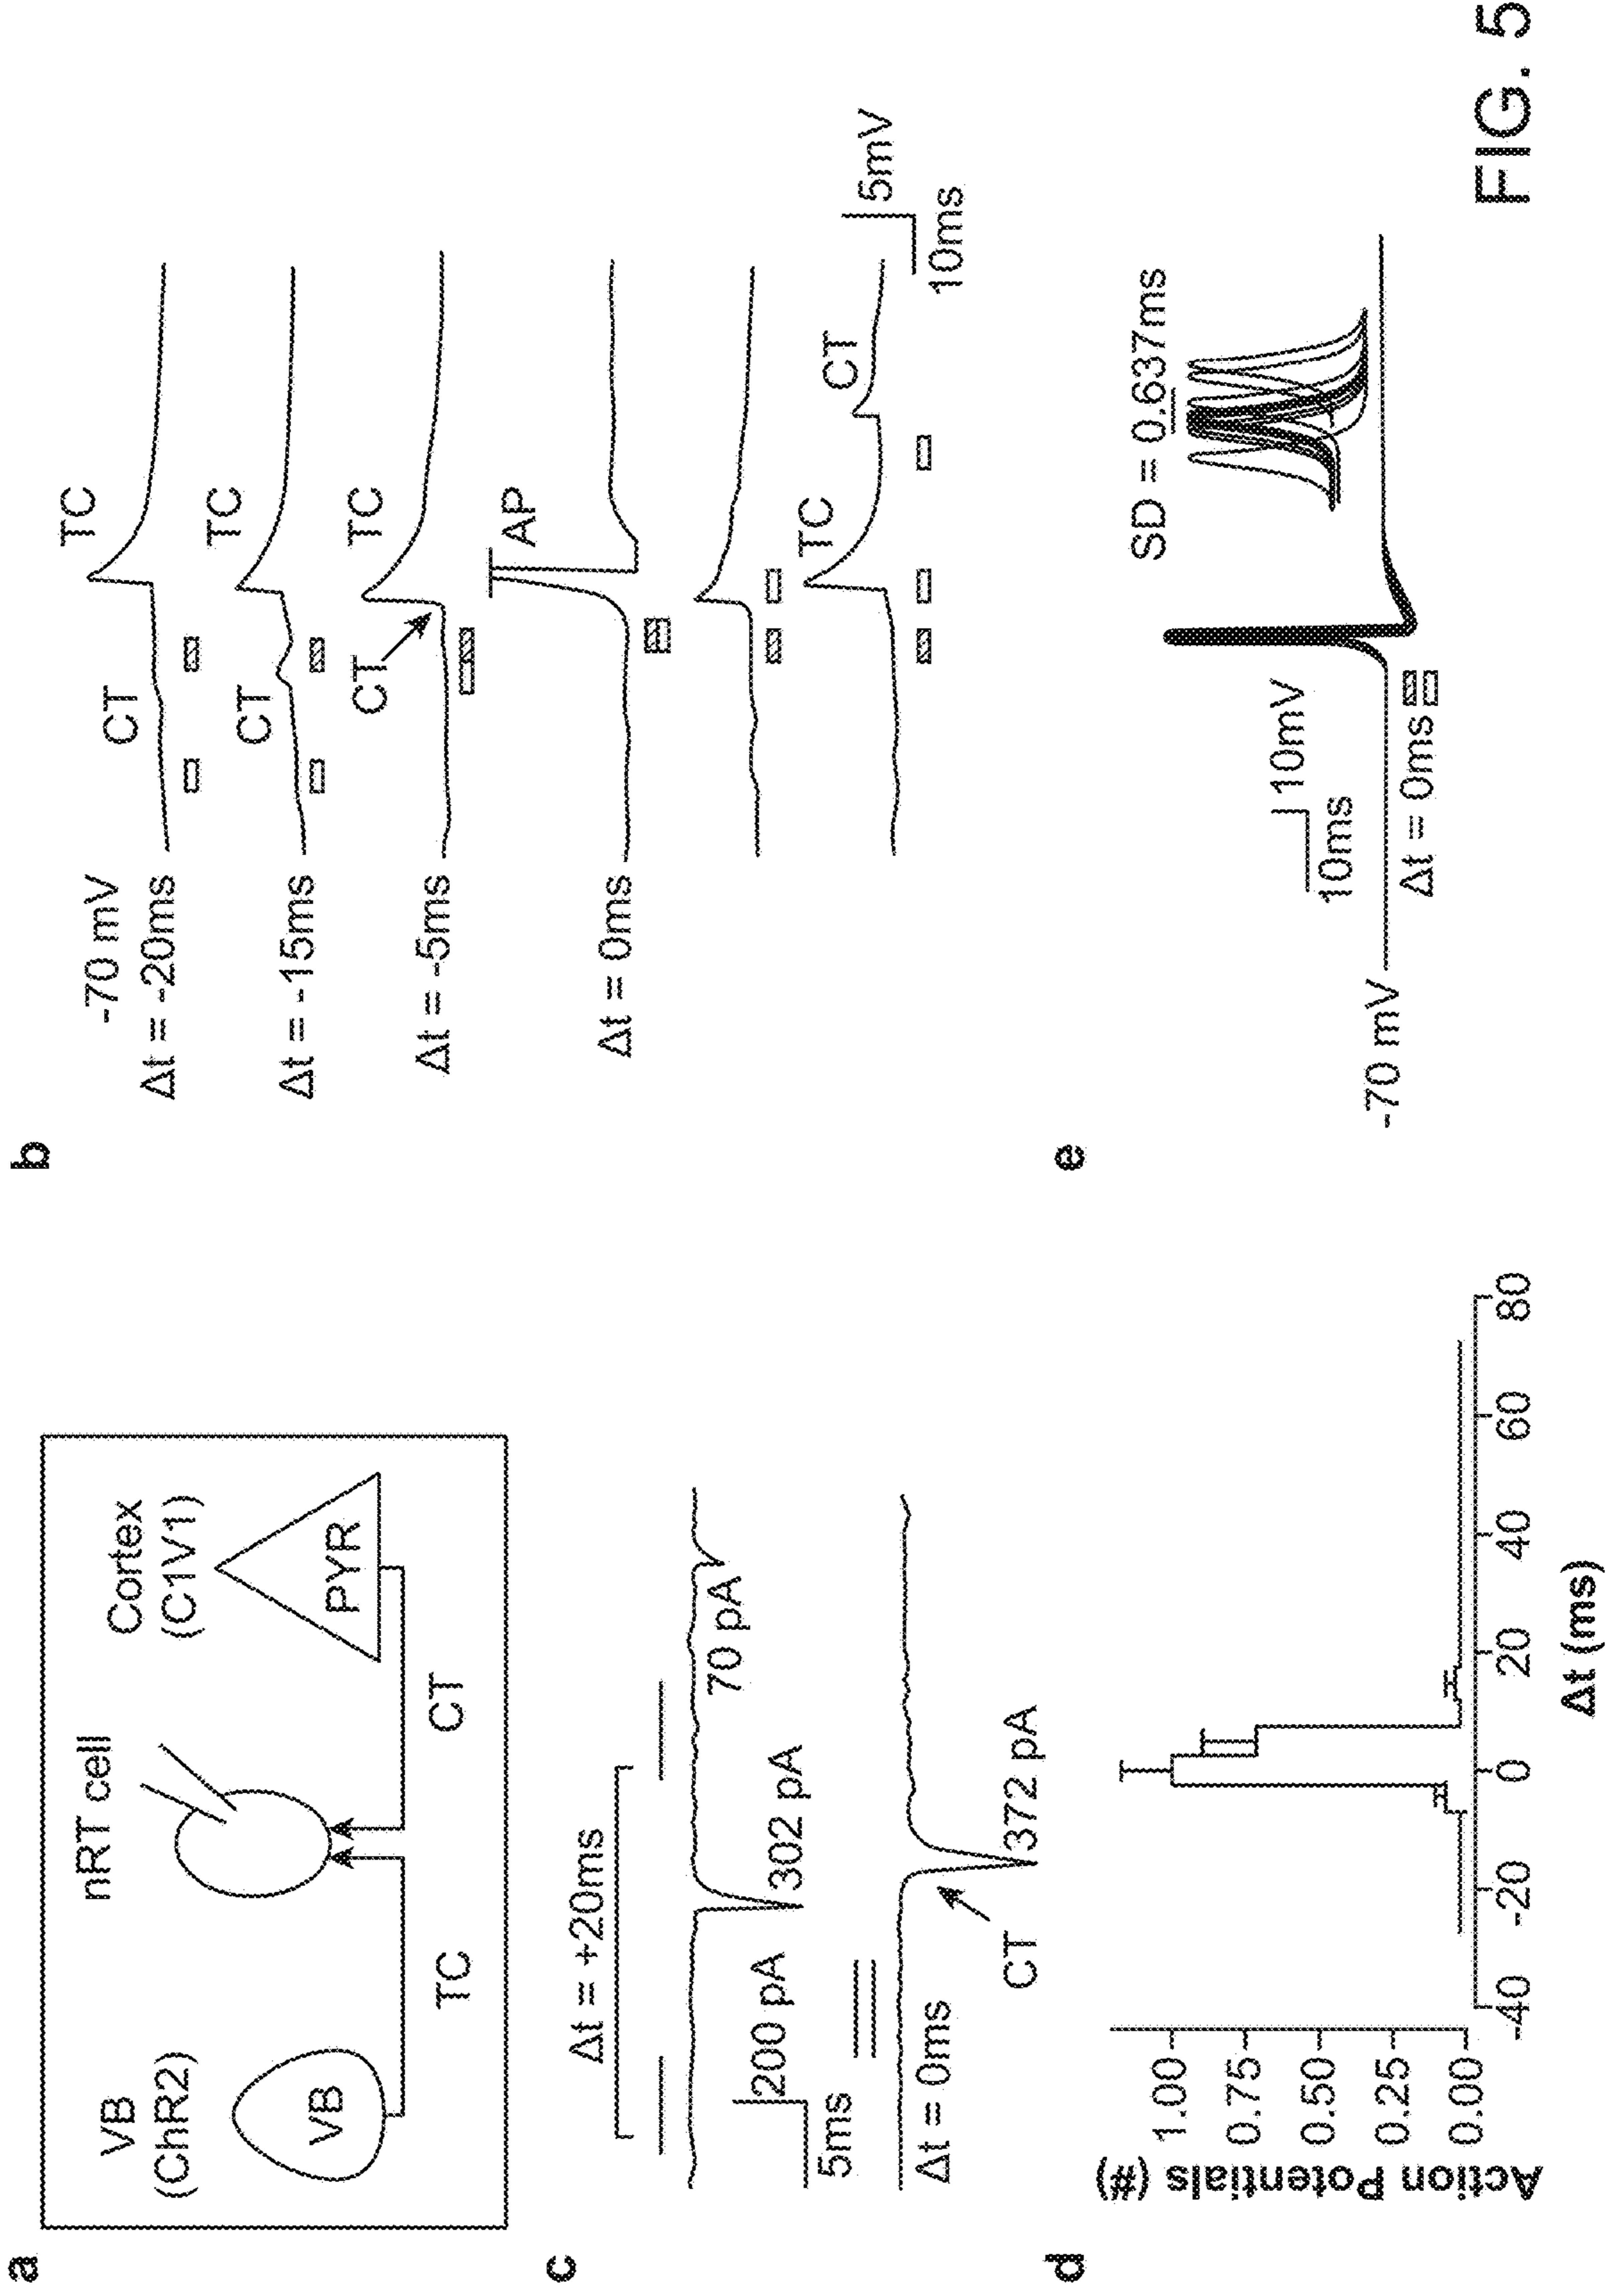 a
VB
(ChR2)
nRT cell
Cortex
(C1V1)
VB
PYR
TC
CT
b
-70 mV
Δt = -20ms
CT
TC
Δt = -15ms
CT
TC
Δt = -5ms
CT
TC
Δt = 0ms
AP
TC
CT
5mV
10ms
c
Δt = +20ms
302 pA
70 pA
200 pA
5ms
Δt = 0ms
CT
372 pA
d
Action Potentials (#)
1.00
0.75
0.50
0.25
0.00
-40
-20
0
20
40
60
80
Δt (ms)
e
SD = 0.637ms
10mV
10ms
-70 mV
Δt = 0ms
FIG. 5